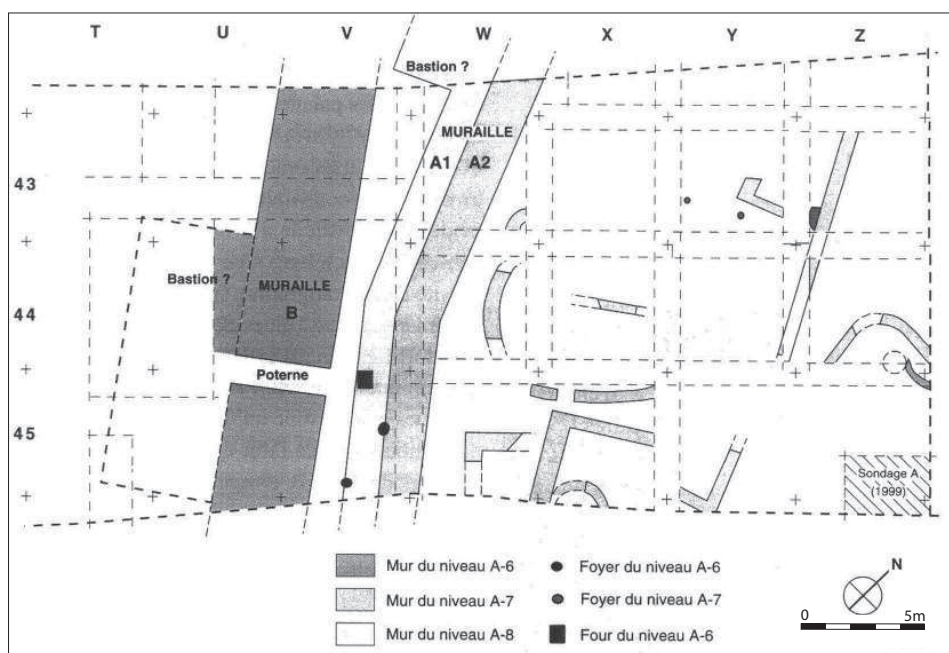 T U V W X Y Z
Bastion ?
43
MURAILLE
A1 A2
Bastion ?
MURAILLE
B
44
Poterne
45
Sondage A
(1999)
Mur du niveau A-6
Foyer du niveau A-6
Mur du niveau A-7
Foyer du niveau A-7
Mur du niveau A-8
Four du niveau A-6
N
0 5m